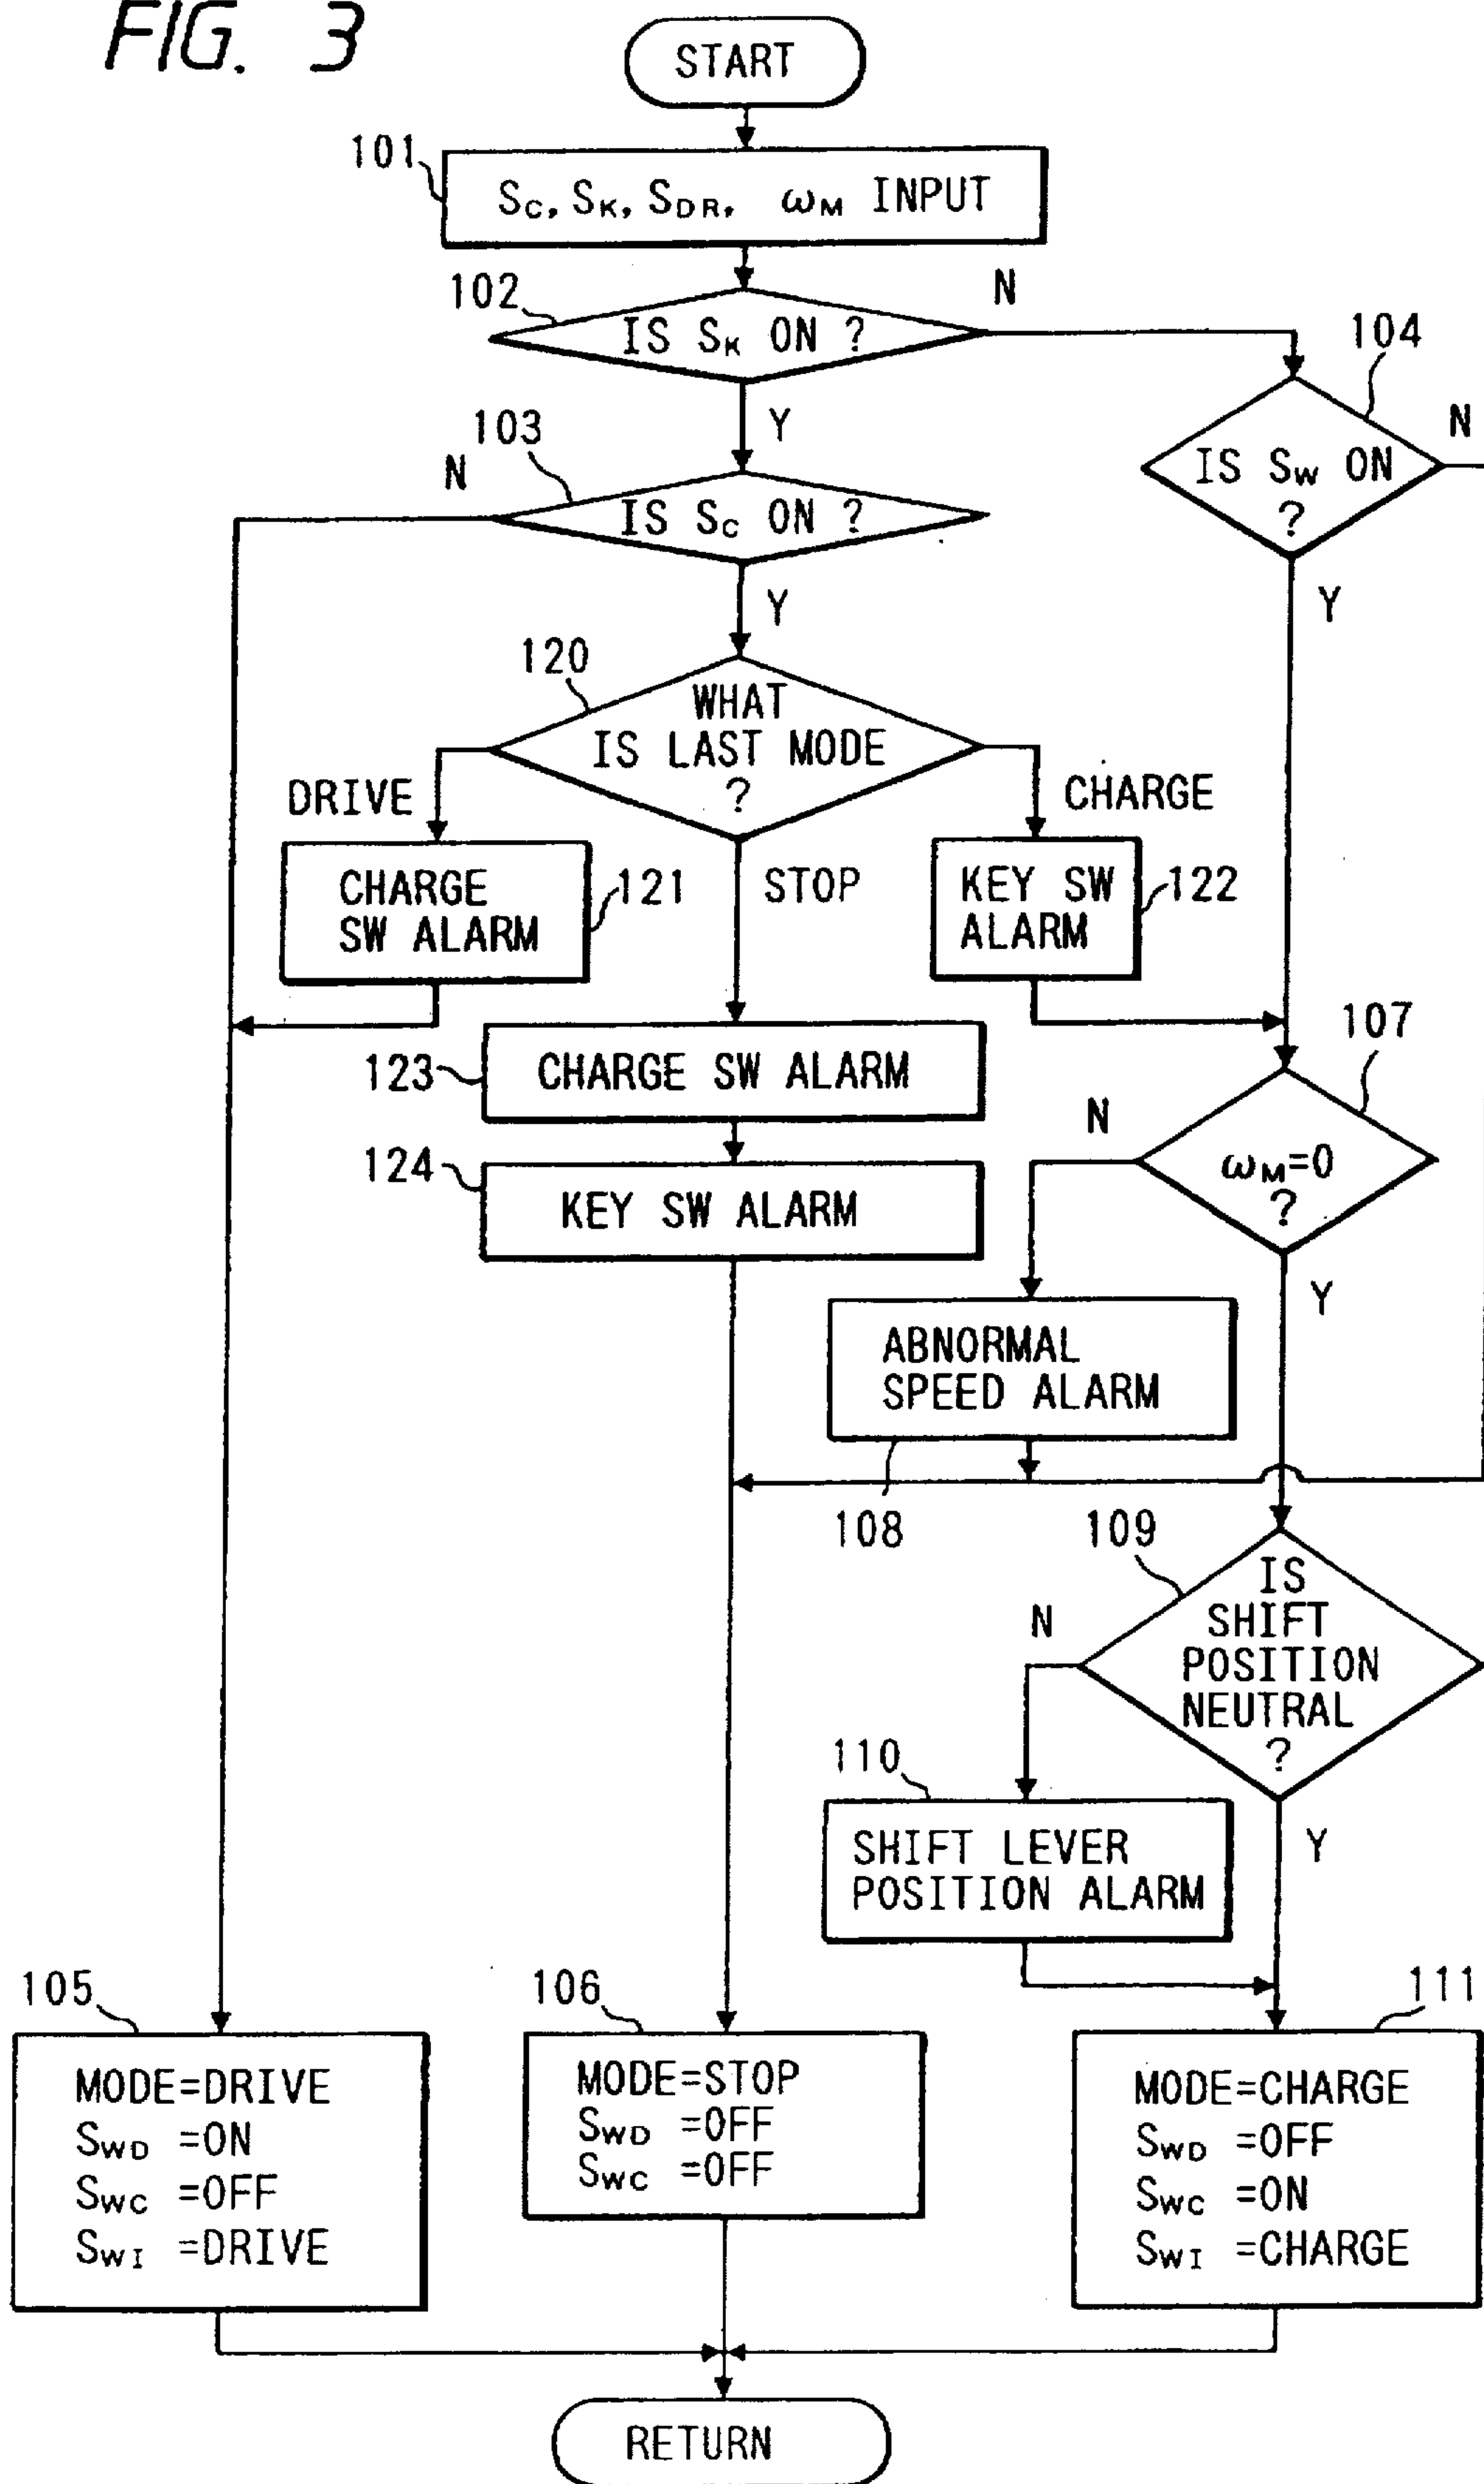 FIG. 3
START
101
Sc, SK, SDR, ωM INPUT
102
IS SK ON ?
N
Y
104
IS SW ON
?
N
Y
103
N
IS SC ON ?
Y
120
WHAT
IS LAST MODE
?
DRIVE
CHARGE
STOP
CHARGE
SW ALARM
121
KEY SW
ALARM
122
123
CHARGE SW ALARM
124
KEY SW ALARM
107
N
ωM=0
?
Y
ABNORMAL
SPEED ALARM
108
109
IS
SHIFT
POSITION
NEUTRAL
?
N
Y
110
SHIFT LEVER
POSITION ALARM
105
MODE=DRIVE
SWD =ON
SWC =OFF
SWI =DRIVE
106
MODE=STOP
SWD =OFF
SWC =OFF
111
MODE=CHARGE
SWD =OFF
SWC =ON
SWI =CHARGE
RETURN